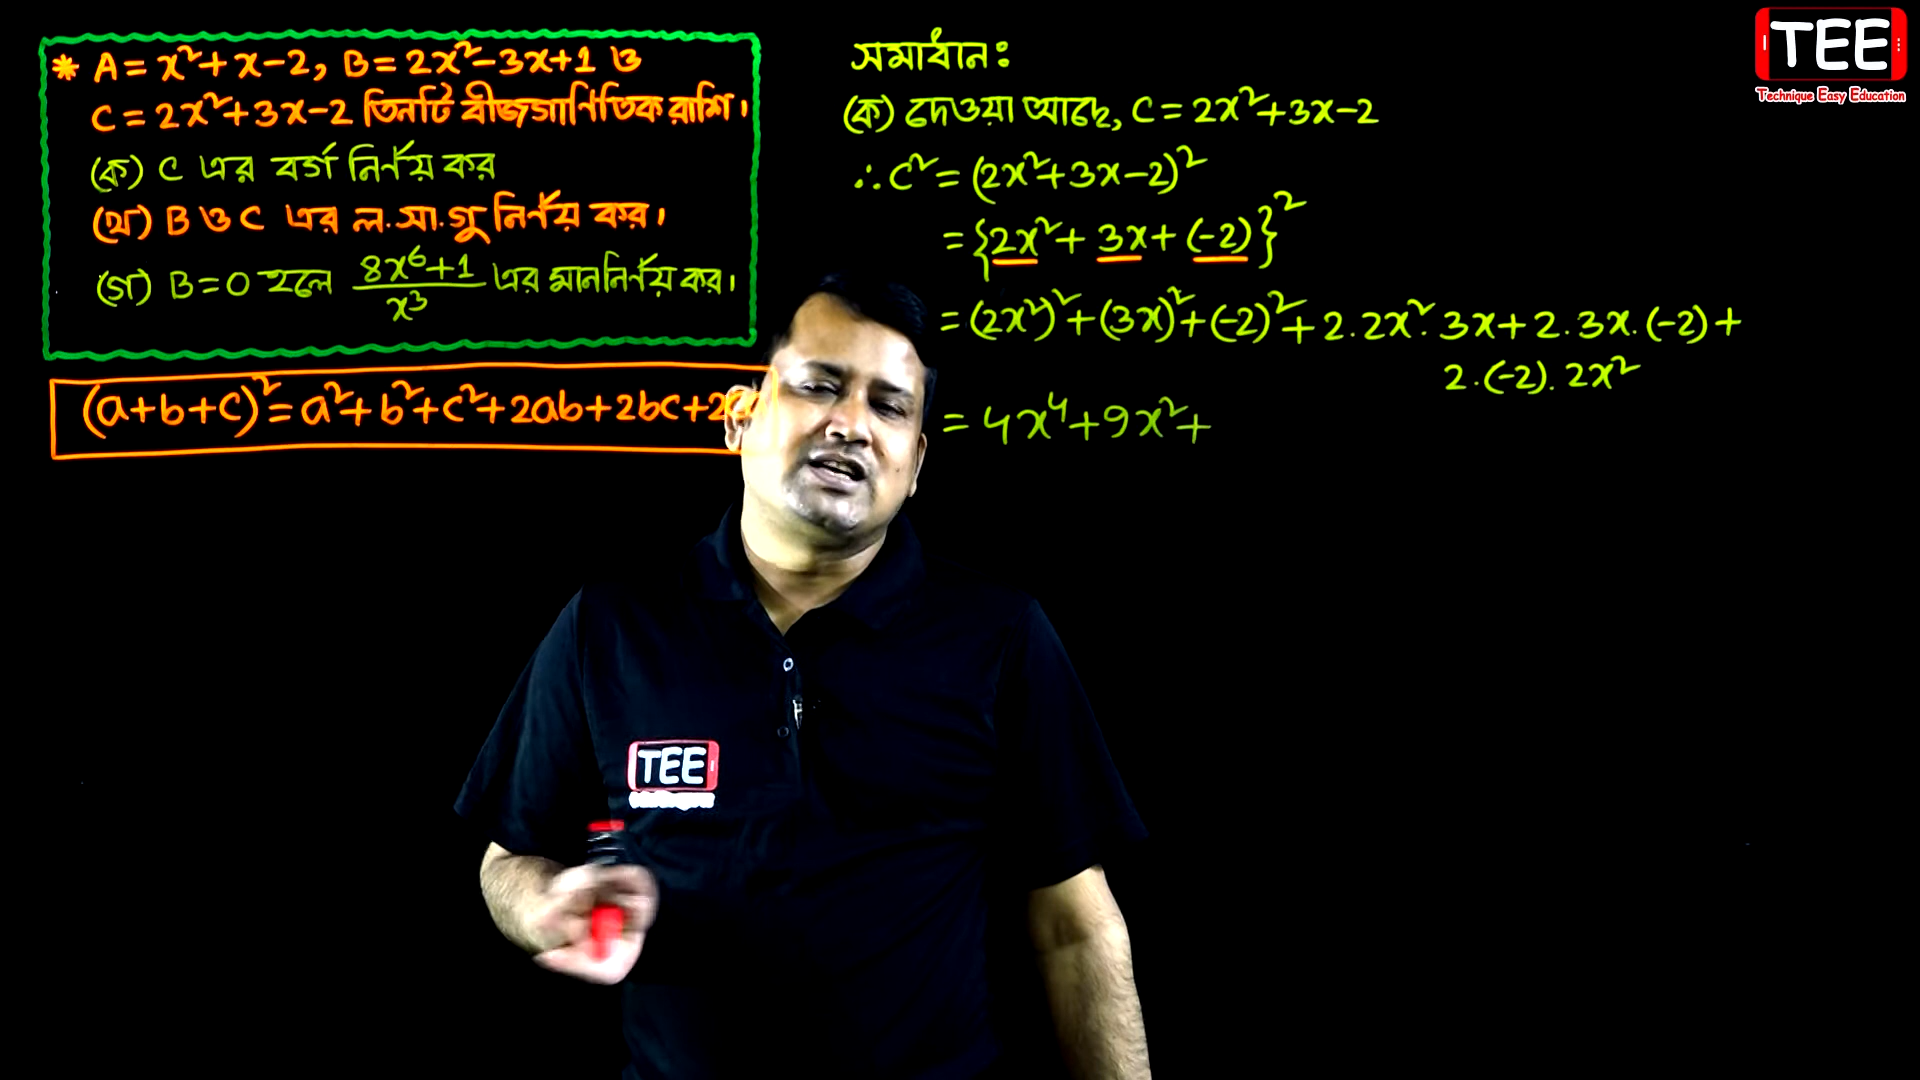 * A = x²+x-2, B=2x²-3x+1 ও
C=2x²+3x-2 তিনটি বীজগাণিতিক রাশি।
(ক) C এর বর্গ নির্ণয় কর
(খ) B ও C এর ল.সা.গু নির্ণয় কর।
(গ) B=0 হলে (8x⁶+1)/x³ এর মান নির্ণয় কর।
(a+b+c)²=a²+b²+c²+2ab+2bc+2
সমাধান:
(ক) দেওয়া আছে, C=2x²+3x-2
∴C²=(2x²+3x-2)²
={2x²+3x+(-2)}²
=(2x²)²+(3x)²+(-2)²+2.2x².3x+2.3x.(-2)+
2.(-2).2x²
=4x⁴+9x²+
TEE
Technique Easy Education
TEE